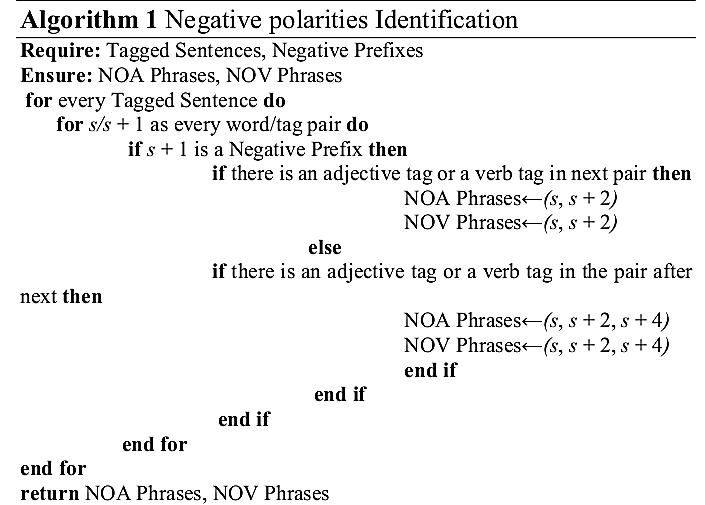 Algorithm 1 Negative polarities Identification
Require: Tagged Sentences, Negative Prefixes
Ensure: NOA Phrases, NOV Phrases
for every Tagged Sentence do
for s/s + 1 as every word/tag pair do
if s + 1 is a Negative Prefix then
if there is an adjective tag or a verb tag in next pair then
NOA Phrases←(s, s + 2)
NOV Phrases←(s, s + 2)
else
if there is an adjective tag or a verb tag in the pair after
next then
NOA Phrases←(s, s + 2, s + 4)
NOV Phrases←(s, s + 2, s + 4)
end if
end if
end if
end for
end for
return NOA Phrases, NOV Phrases